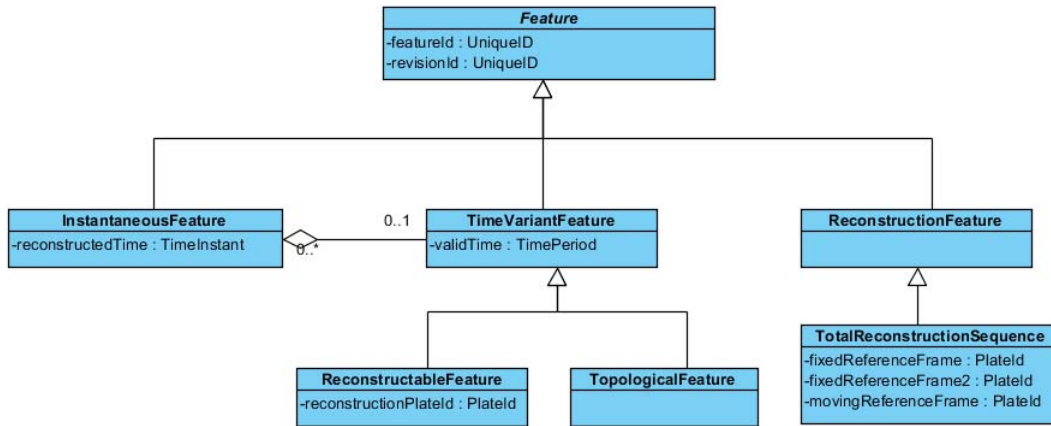 Feature
-featureId : UniqueID
-revisionId : UniqueID
InstantaneousFeature
-reconstructedTime : TimeInstant
0..*
0..1
TimeVariantFeature
-validTime : TimePeriod
ReconstructionFeature
ReconstructableFeature
-reconstructionPlateId : PlateId
TopologicalFeature
TotalReconstructionSequence
-fixedReferenceFrame : PlateId
-fixedReferenceFrame2 : PlateId
-movingReferenceFrame : PlateId